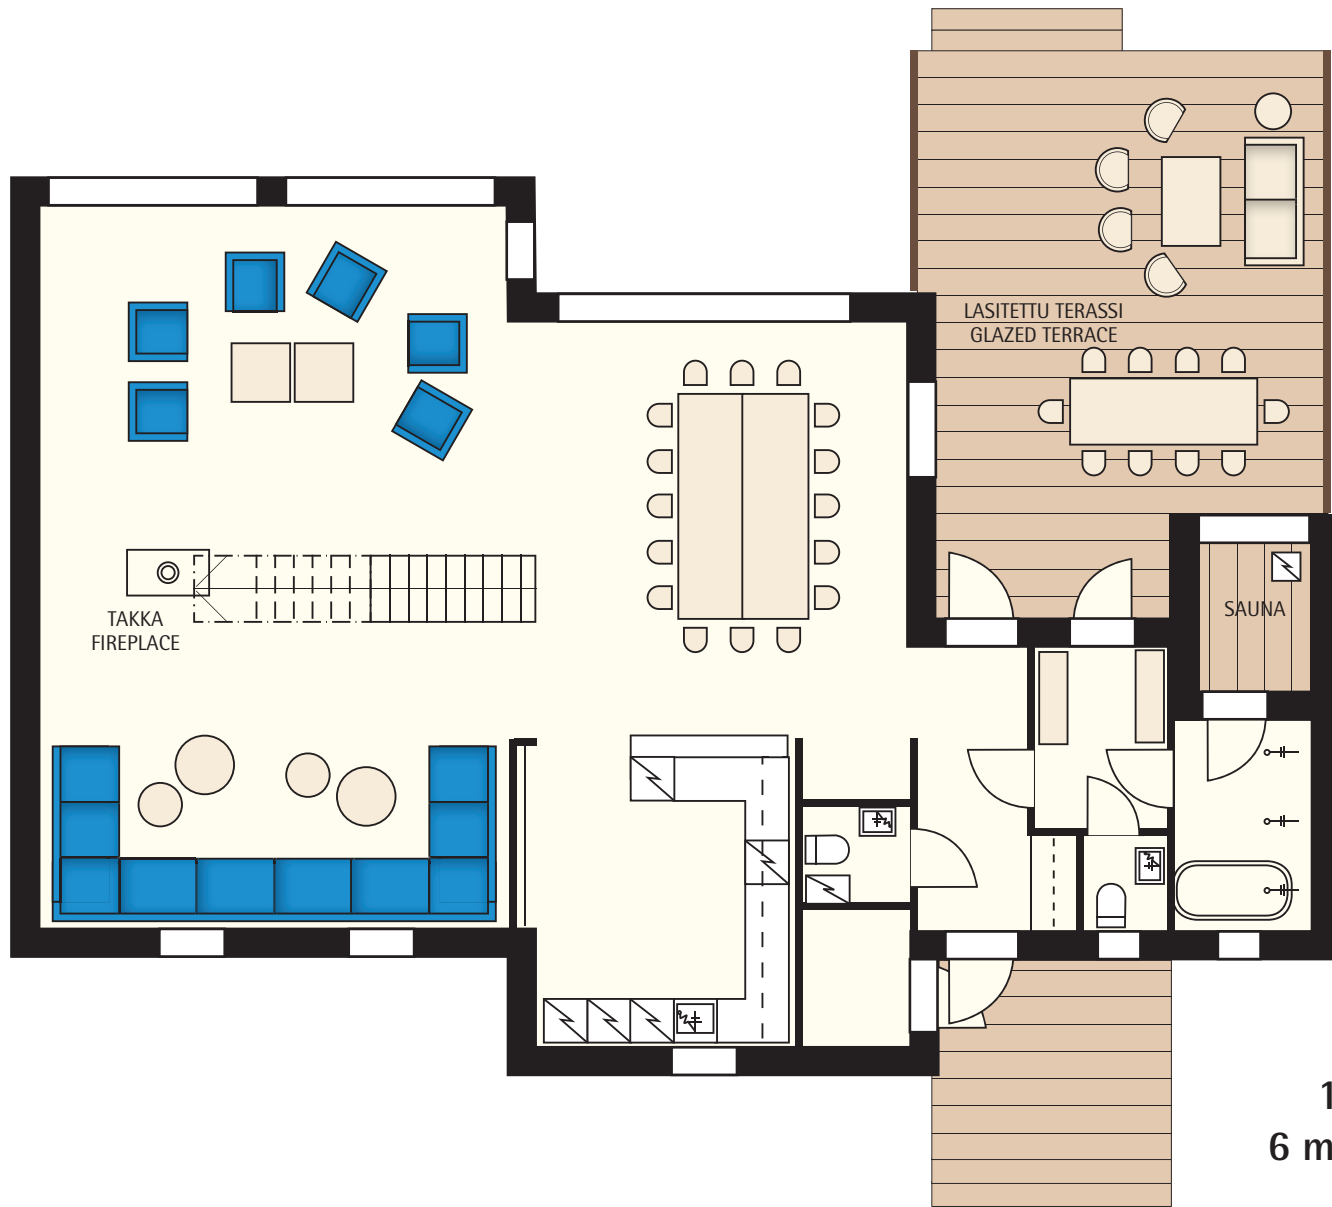 LASITETTU TERASSI
GLAZED TERRACE
SAUNA
TAKKA
FIREPLACE
1
6 m